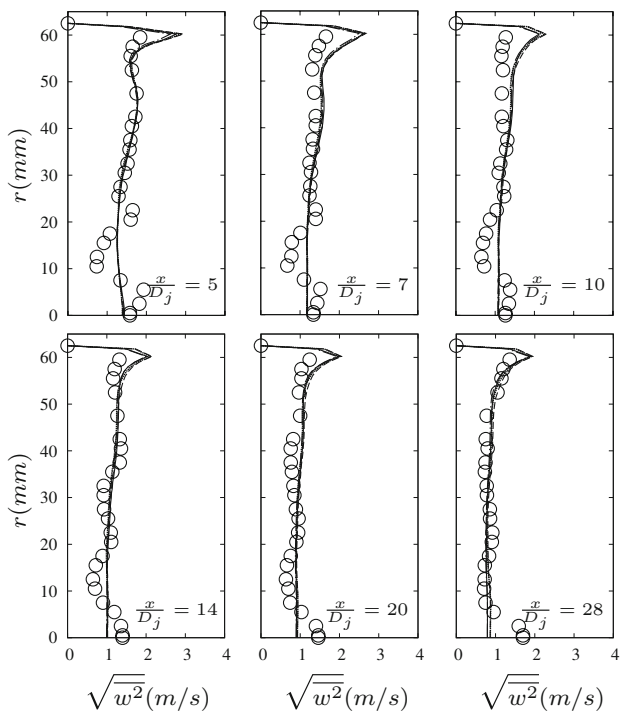 60
50
40
30
20
10
0
r(mm)
x/D_j = 5
x/D_j = 7
x/D_j = 10
60
50
40
30
20
10
0
r(mm)
x/D_j = 14
x/D_j = 20
x/D_j = 28
0 1 2 3 4 0 1 2 3 4 0 1 2 3 4
√w²(m/s) √w²(m/s) √w²(m/s)